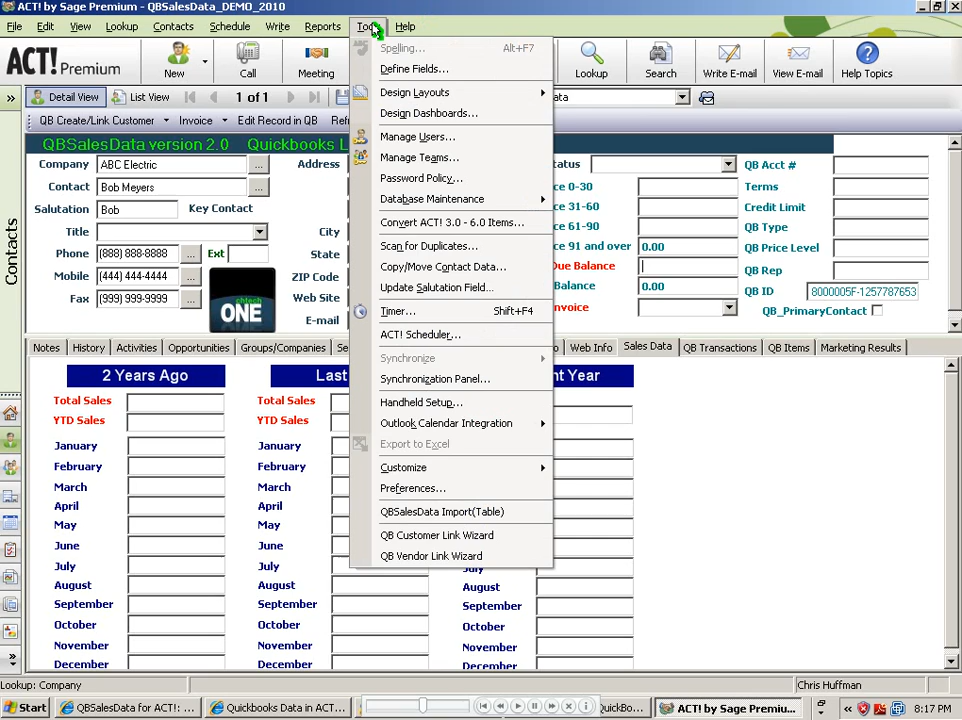 ACT! by Sage Premium - QBSalesData_DEMO_2010
File Edit View Lookup Contacts Schedule Write Reports Tools Help
ACT! Premium New Call Meeting Lookup Search Write E-mail View E-mail Help Topics
Detail View List View 1 of 1
QB Create/Link Customer Invoice Edit Record in QB
QBSalesData version 2.0 Quickbooks
Company ABC Electric ... Address
Contact Bob Meyers ...
Salutation Bob Key Contact
Title City
Phone (888) 888-8888 ... Ext State
Mobile (444) 444-4444 ... ZIP Code
Fax (999) 999-9999 ... Web Site
E-mail
ehtech
ONE
Spelling... Alt+F7
Define Fields...
Design Layouts
Design Dashboards...
Manage Users...
Manage Teams...
Password Policy...
Database Maintenance
Convert ACT! 3.0 - 6.0 Items...
Scan for Duplicates...
Copy/Move Contact Data...
Update Salutation Field...
Timer... Shift+F4
ACT! Scheduler...
Synchronize
Synchronization Panel...
Handheld Setup...
Outlook Calendar Integration
Export to Excel
Customize
Preferences...
QBSalesData Import(Table)
QB Customer Link Wizard
QB Vendor Link Wizard
QB Acct #
Terms
Credit Limit
QB Type
QB Price Level
QB Rep
QB ID 8000005F-1257787653
QB_PrimaryContact
0-30
31-60
61-90
91 and over 0.00
Due Balance
Balance 0.00
Contacts
Notes History Activities Opportunities Groups/Companies Web Info Sales Data QB Transactions QB Items Marketing Results
2 Years Ago
Total Sales
YTD Sales
January
February
March
April
May
June
July
August
September
October
November
December
Last
Total Sales
YTD Sales
January
February
March
April
May
June
July
August
September
October
November
December
Year
July
August
September
October
November
December
Lookup: Company Chris Huffman
Start QBSalesData for ACT!: ... Quickbooks Data in ACT... ACT! by Sage Premium... 8:17 PM